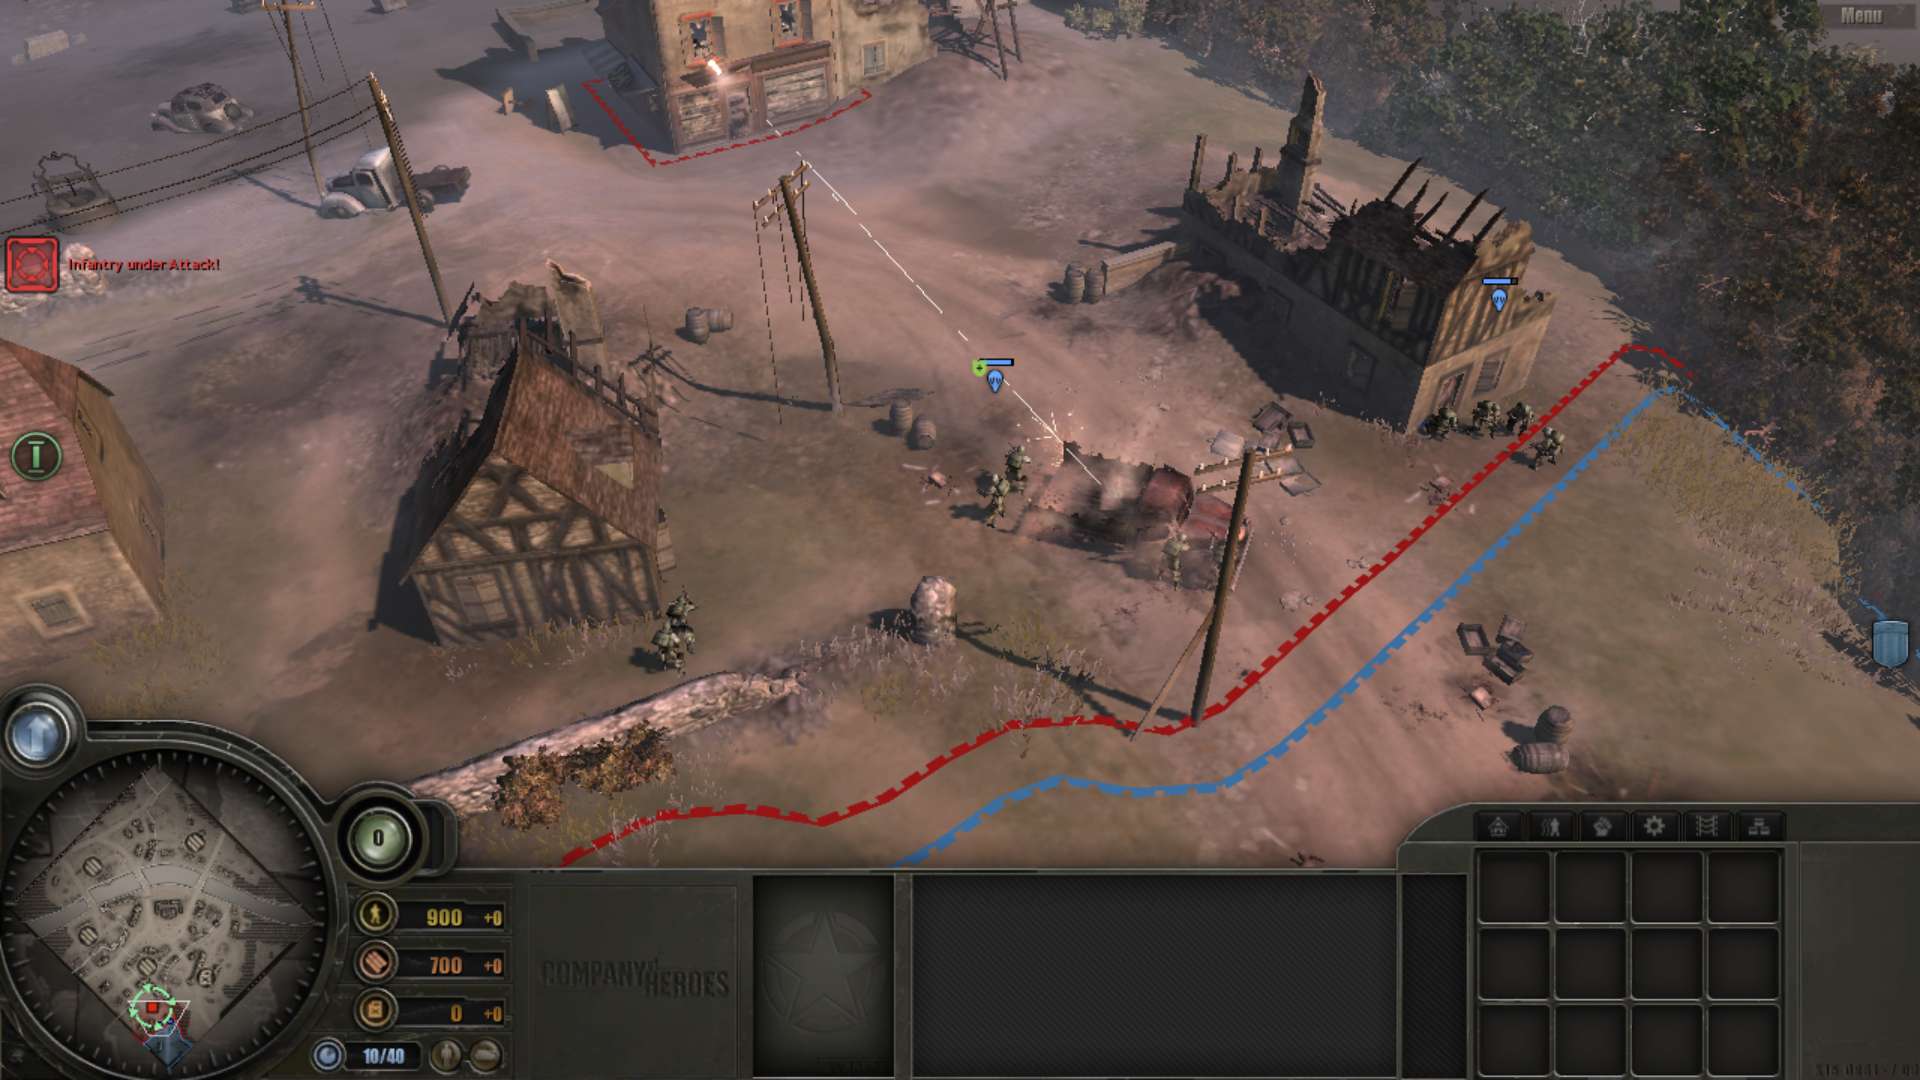 Menu
Infantry under Attack!
0
900 +0
700 +0
0 +0
10/40
COMPANY of HEROES